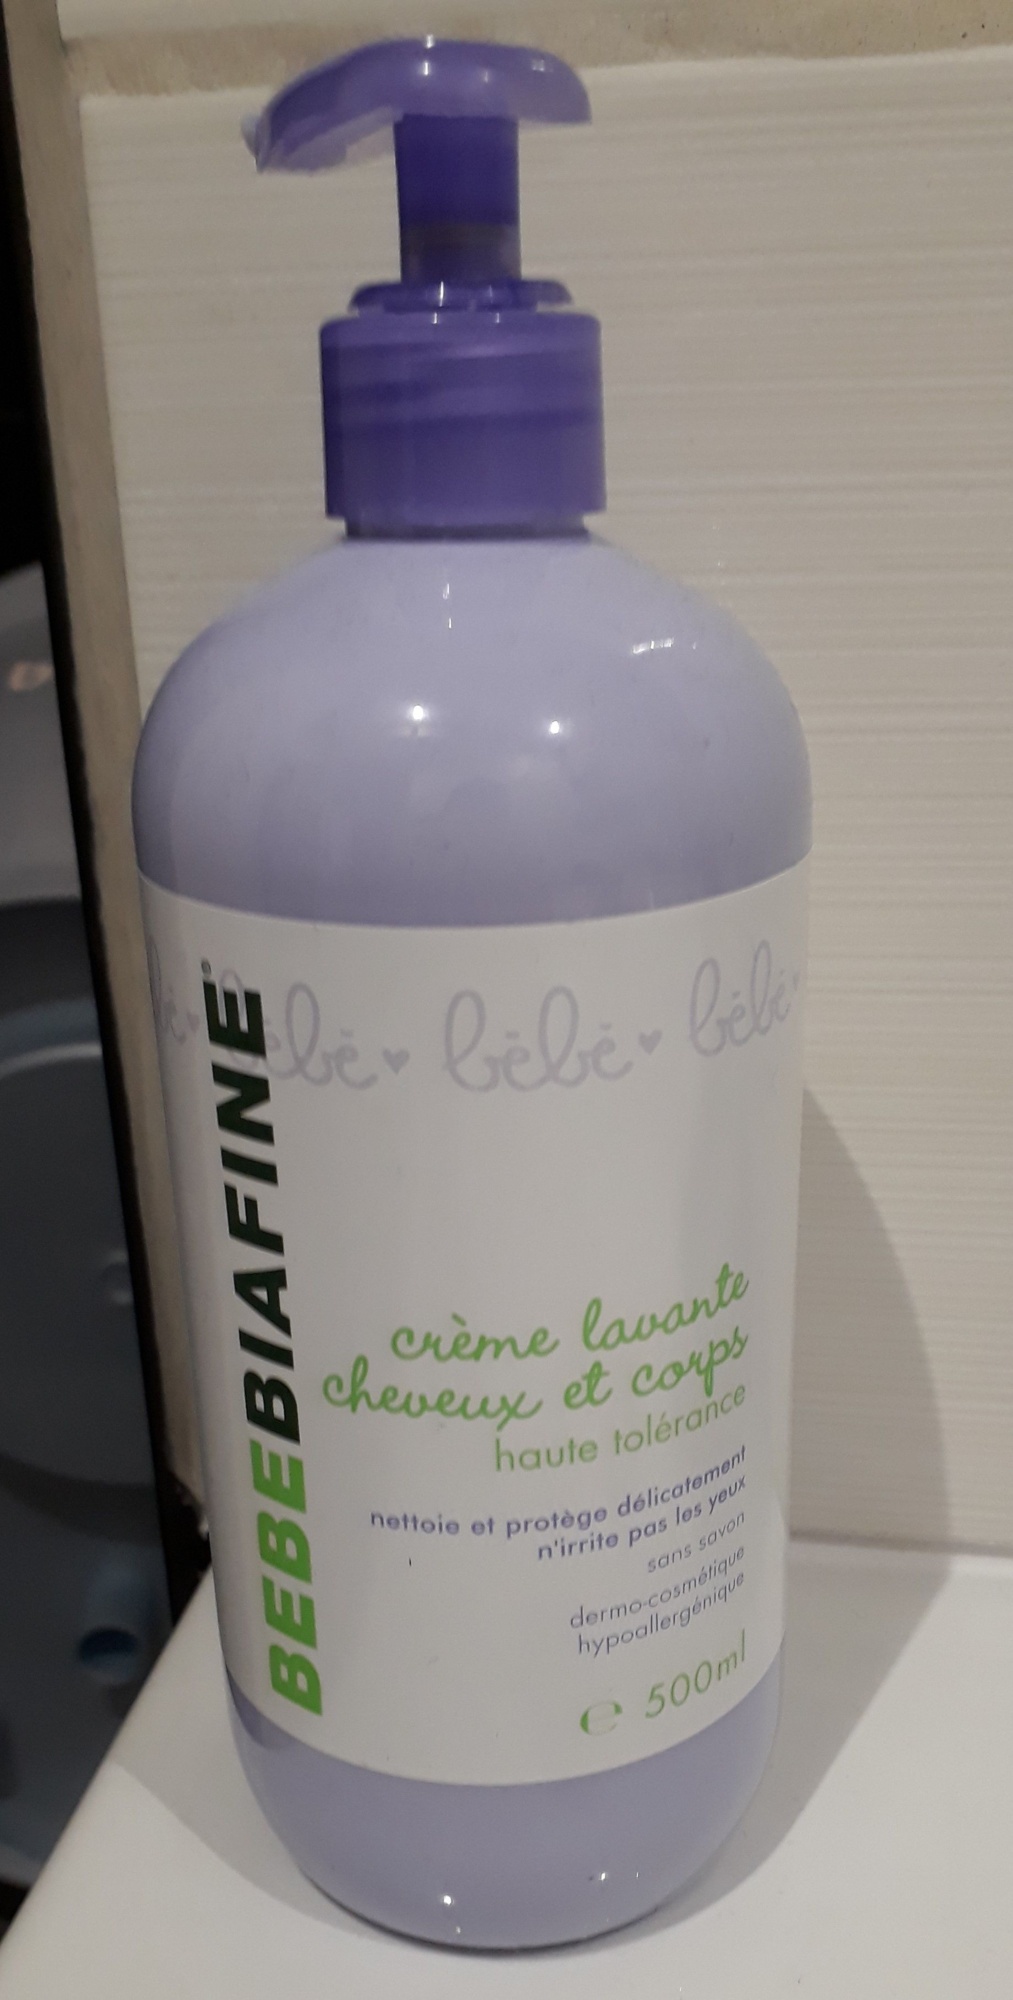 BEBEBIAFINE
bébé ♥ bébé ♥ bébé
crème lavante
cheveux et corps
haute tolérance
nettoie et protège délicatement
n'irrite pas les yeux
sans savon
dermo-cosmétique
hypoallergénique
℮ 500ml